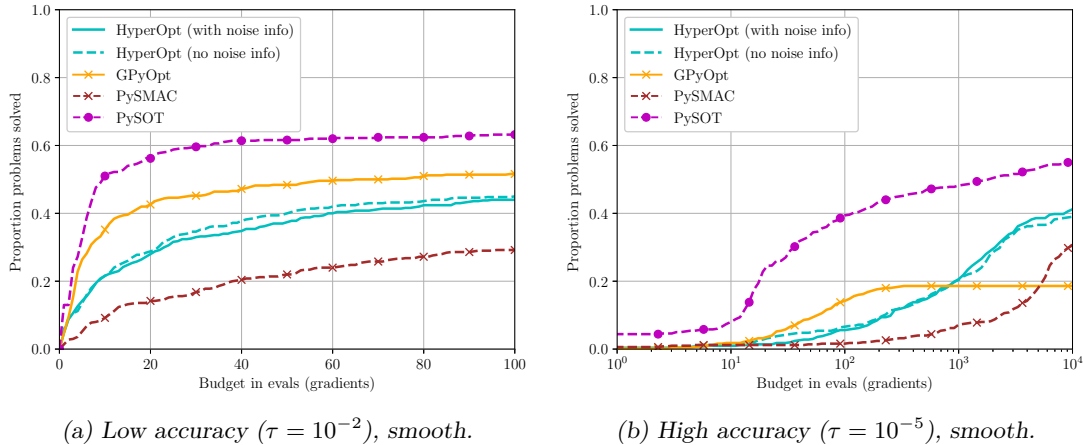 1.0
0.8
0.6
0.4
0.2
0.0
Proportion problems solved
HyperOpt (with noise info)
HyperOpt (no noise info)
GPyOpt
PySMAC
PySOT
0 20 40 60 80 100
Budget in evals (gradients)
(a) Low accuracy (τ = 10⁻²), smooth.
1.0
0.8
0.6
0.4
0.2
0.0
Proportion problems solved
HyperOpt (with noise info)
HyperOpt (no noise info)
GPyOpt
PySMAC
PySOT
10⁰ 10¹ 10² 10³ 10⁴
Budget in evals (gradients)
(b) High accuracy (τ = 10⁻⁵), smooth.